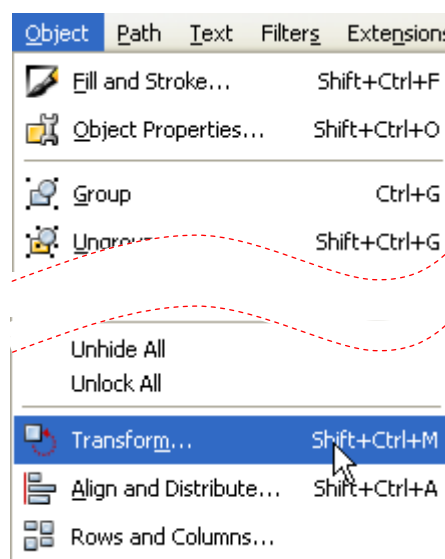 Object Path Text Filters Extensions
Fill and Stroke... Shift+Ctrl+F
Object Properties... Shift+Ctrl+O
Group Ctrl+G
Ungroup Shift+Ctrl+G
Unhide All
Unlock All
Transform... Shift+Ctrl+M
Align and Distribute... Shift+Ctrl+A
Rows and Columns...